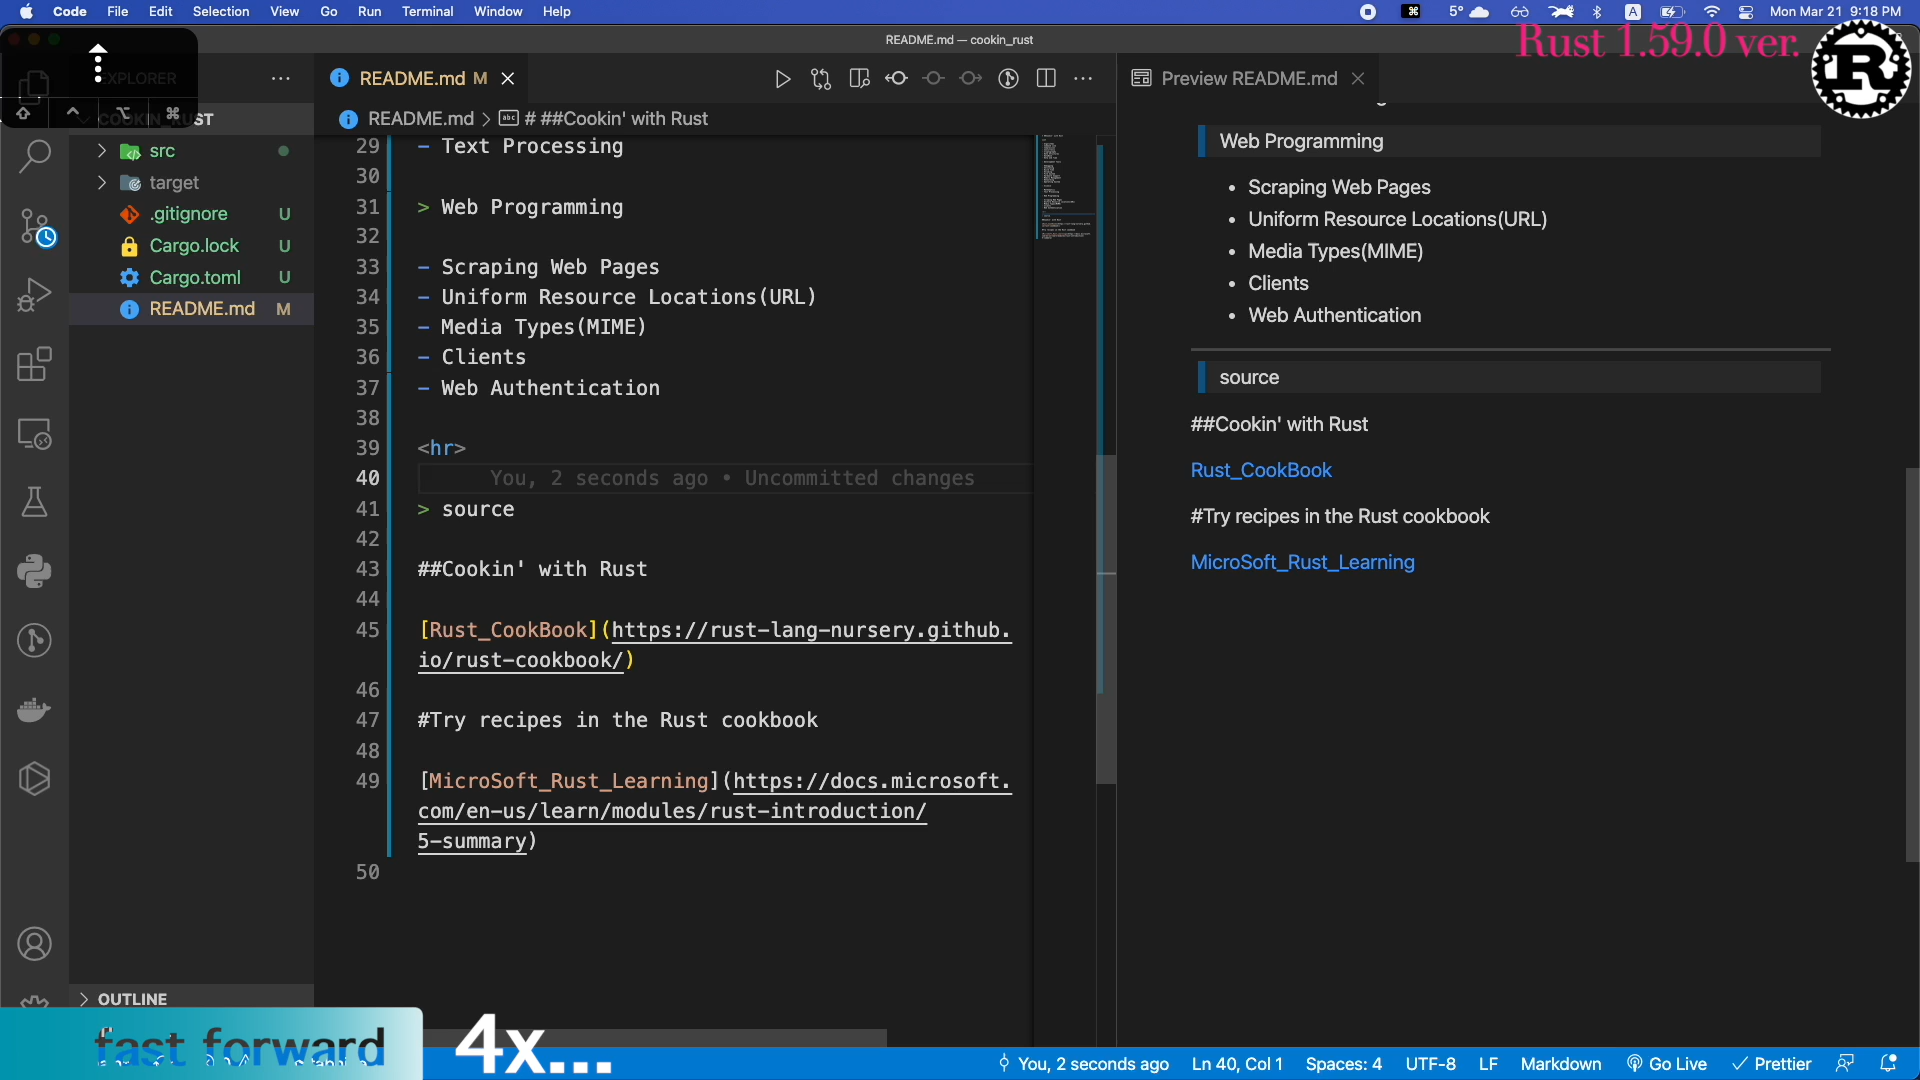 Code File Edit Selection View Go Run Terminal Window Help
5° A Mon Mar 21 9:18 PM
README.md — cookin_rust
Rust 1.59.0 ver.
EXPLORER
README.md M
Preview README.md
README.md > # ##Cookin' with Rust
src
target
.gitignore U
Cargo.lock U
Cargo.toml U
README.md M
OUTLINE
29 - Text Processing
30
31 > Web Programming
32
33 - Scraping Web Pages
34 - Uniform Resource Locations(URL)
35 - Media Types(MIME)
36 - Clients
37 - Web Authentication
38
39 <hr>
40 You, 2 seconds ago • Uncommitted changes
41 > source
42
43 ##Cookin' with Rust
44
45 [Rust_CookBook](https://rust-lang-nursery.github.
io/rust-cookbook/)
46
47 #Try recipes in the Rust cookbook
48
49 [MicroSoft_Rust_Learning](https://docs.microsoft.
com/en-us/learn/modules/rust-introduction/
5-summary)
50
Web Programming
• Scraping Web Pages
• Uniform Resource Locations(URL)
• Media Types(MIME)
• Clients
• Web Authentication
source
##Cookin' with Rust
Rust_CookBook
#Try recipes in the Rust cookbook
MicroSoft_Rust_Learning
fast forward 4x...
You, 2 seconds ago Ln 40, Col 1 Spaces: 4 UTF-8 LF Markdown Go Live Prettier